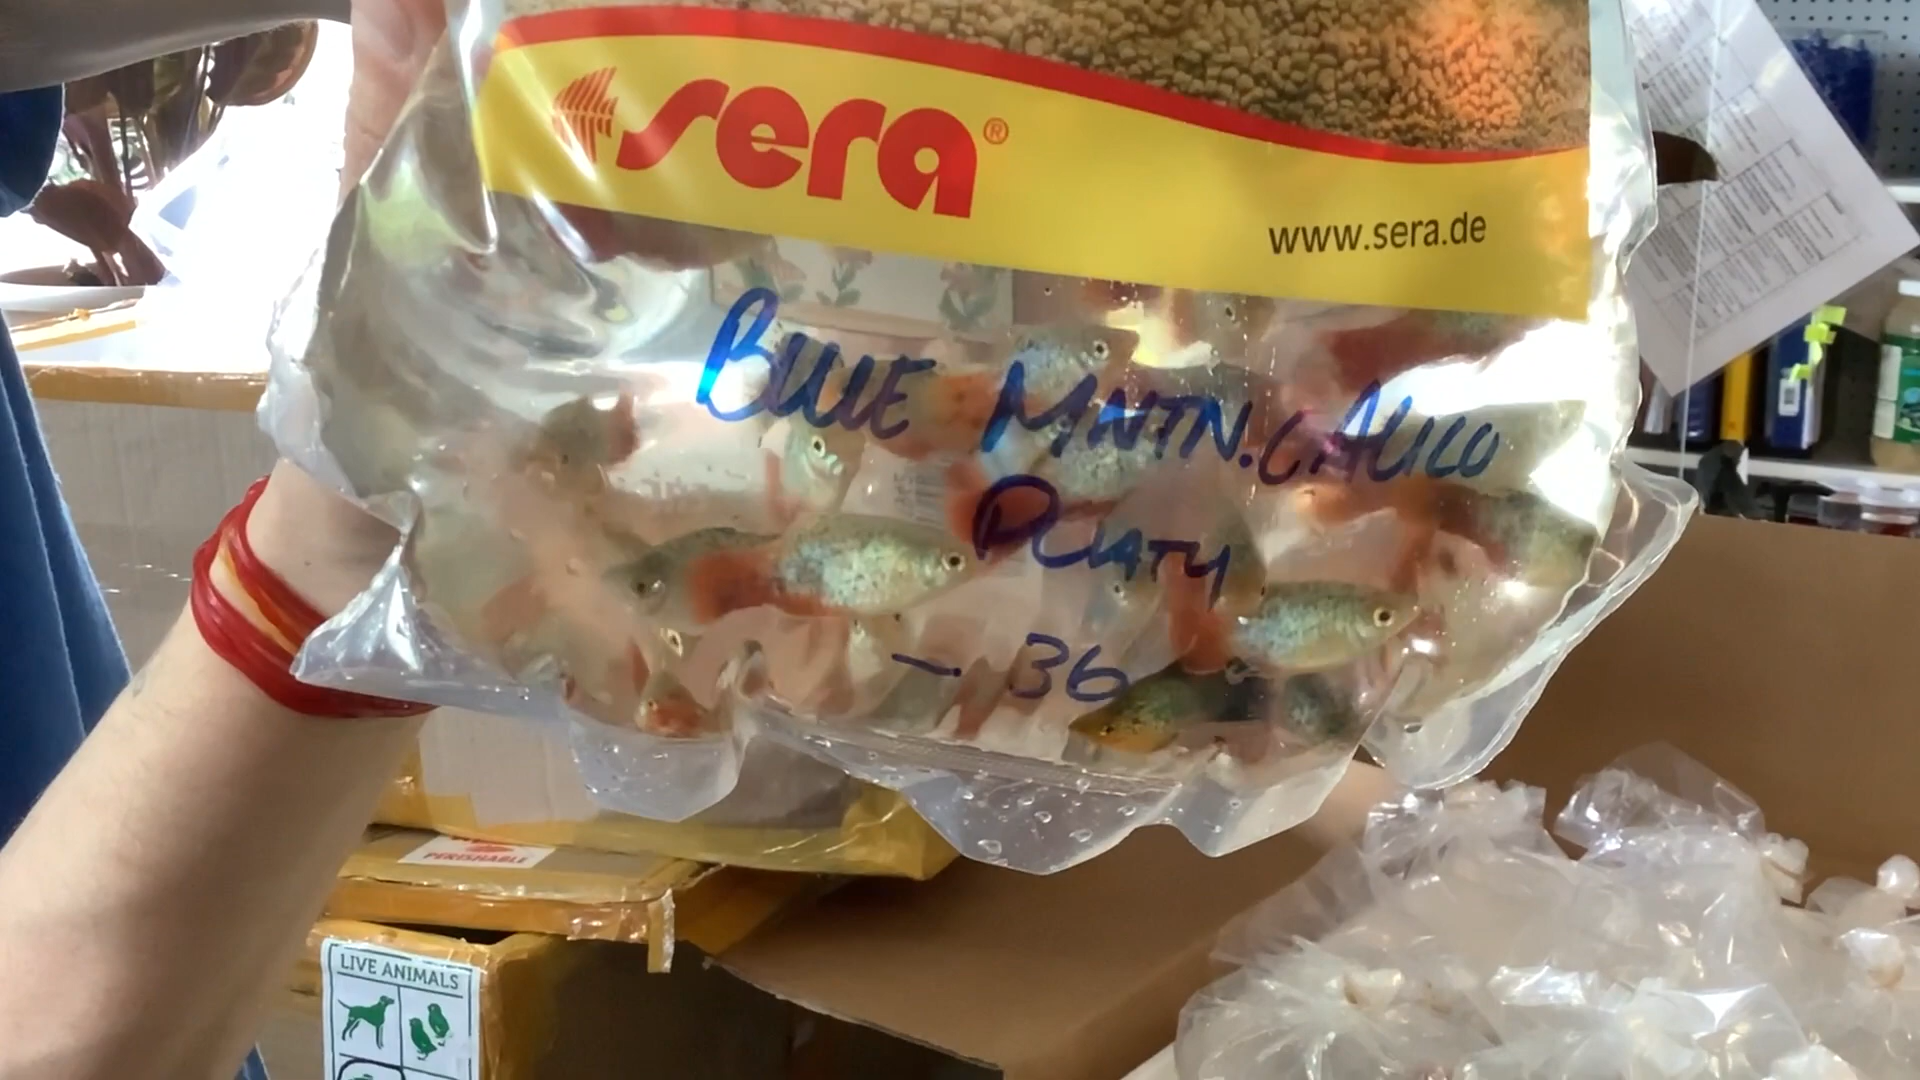 sera®
www.sera.de
BLUE MNTN. CALICO
PLATY
- 36
PERISHABLE
LIVE ANIMALS